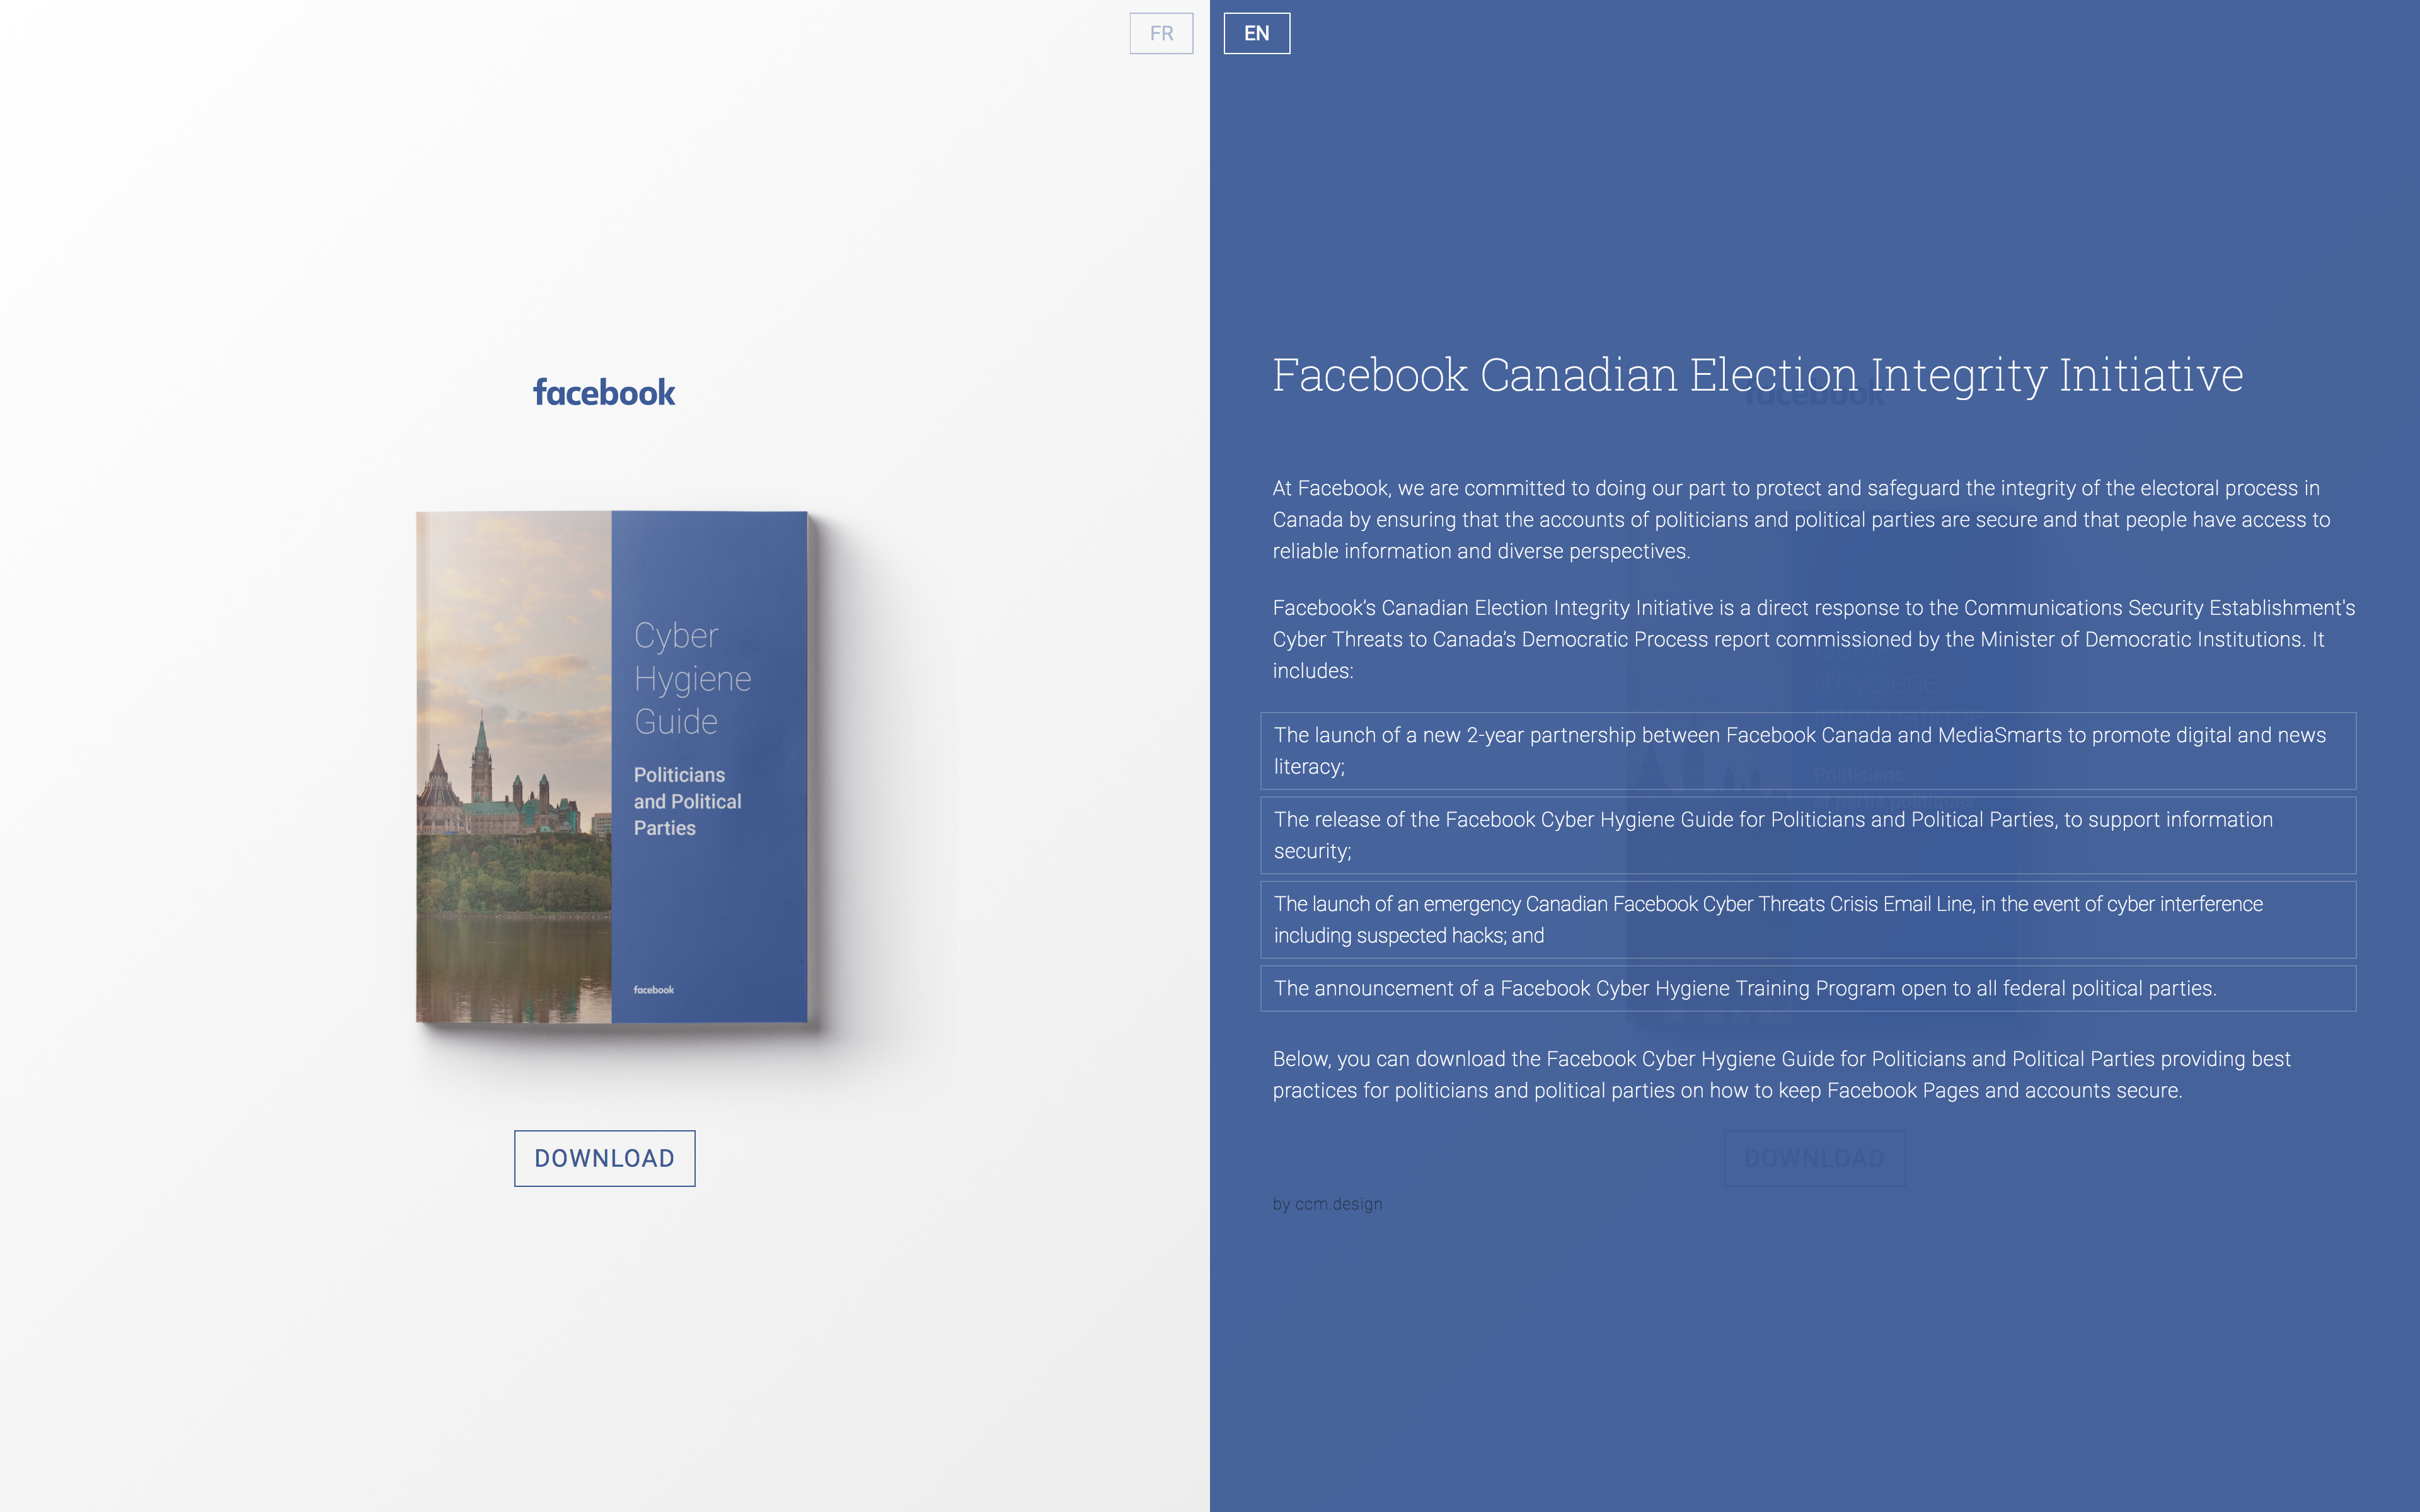 FR
EN
facebook
Cyber
Hygiene
Guide
Politicians
and Political
Parties
facebook
DOWNLOAD
Facebook Canadian Election Integrity Initiative
facebook
At Facebook, we are committed to doing our part to protect and safeguard the integrity of the electoral process in
Canada by ensuring that the accounts of politicians and political parties are secure and that people have access to
reliable information and diverse perspectives.
Facebook’s Canadian Election Integrity Initiative is a direct response to the Communications Security Establishment's
Cyber Threats to Canada’s Democratic Process report commissioned by the Minister of Democratic Institutions. It
includes:
d'hygiène
The launch of a new 2-year partnership between Facebook Canada and MediaSmarts to promote digital and news
literacy;
Politiciens
et partis politiques
The release of the Facebook Cyber Hygiene Guide for Politicians and Political Parties, to support information
security;
The launch of an emergency Canadian Facebook Cyber Threats Crisis Email Line, in the event of cyber interference
including suspected hacks; and
The announcement of a Facebook Cyber Hygiene Training Program open to all federal political parties.
Below, you can download the Facebook Cyber Hygiene Guide for Politicians and Political Parties providing best
practices for politicians and political parties on how to keep Facebook Pages and accounts secure.
DOWNLOAD
by ccm.design